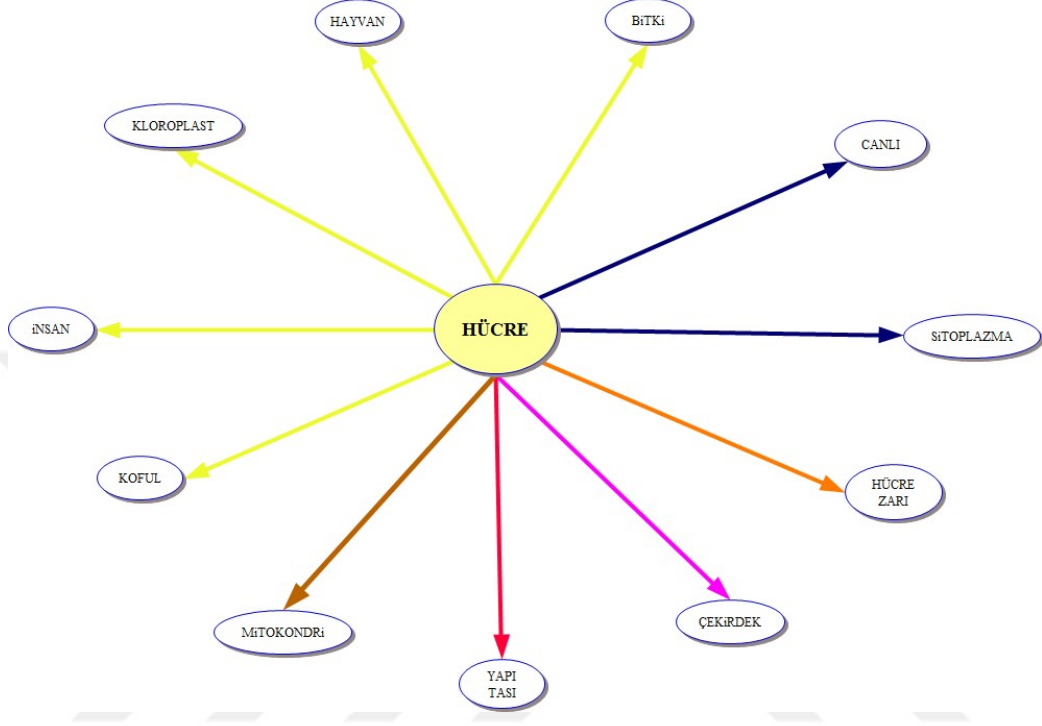 HAYVAN
BiTKi
KLOROPLAST
CANLI
iNSAN
HÜCRE
SiTOPLAZMA
KOFUL
HÜCRE
ZARI
MiTOKONDRi
ÇEKiRDEK
YAPI
TASI